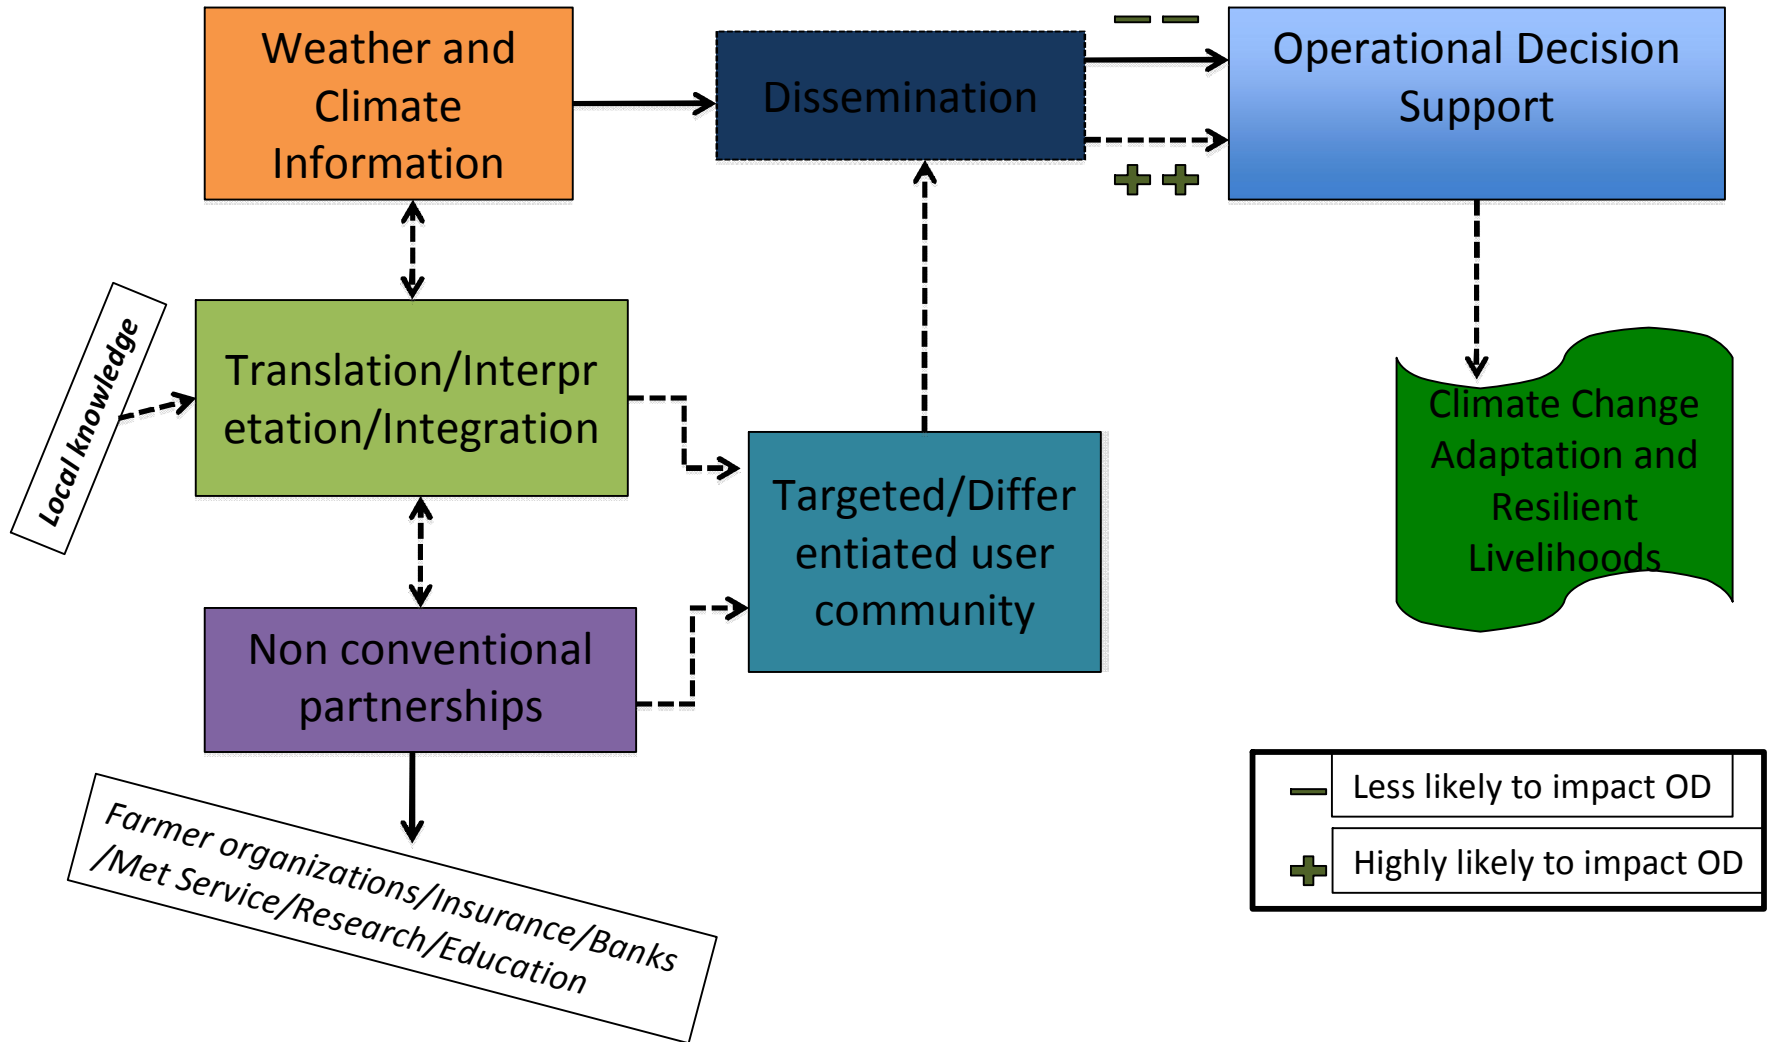 Weather and
Climate
Information
Dissemination
Operational Decision
Support
Local knowledge
Translation/Interpr
etation/Integration
Targeted/Differ
entiated user
community
Climate Change
Adaptation and
Resilient
Livelihoods
Non conventional
partnerships
Farmer organizations/Insurance/Banks
/Met Service/Research/Education
Less likely to impact OD
Highly likely to impact OD